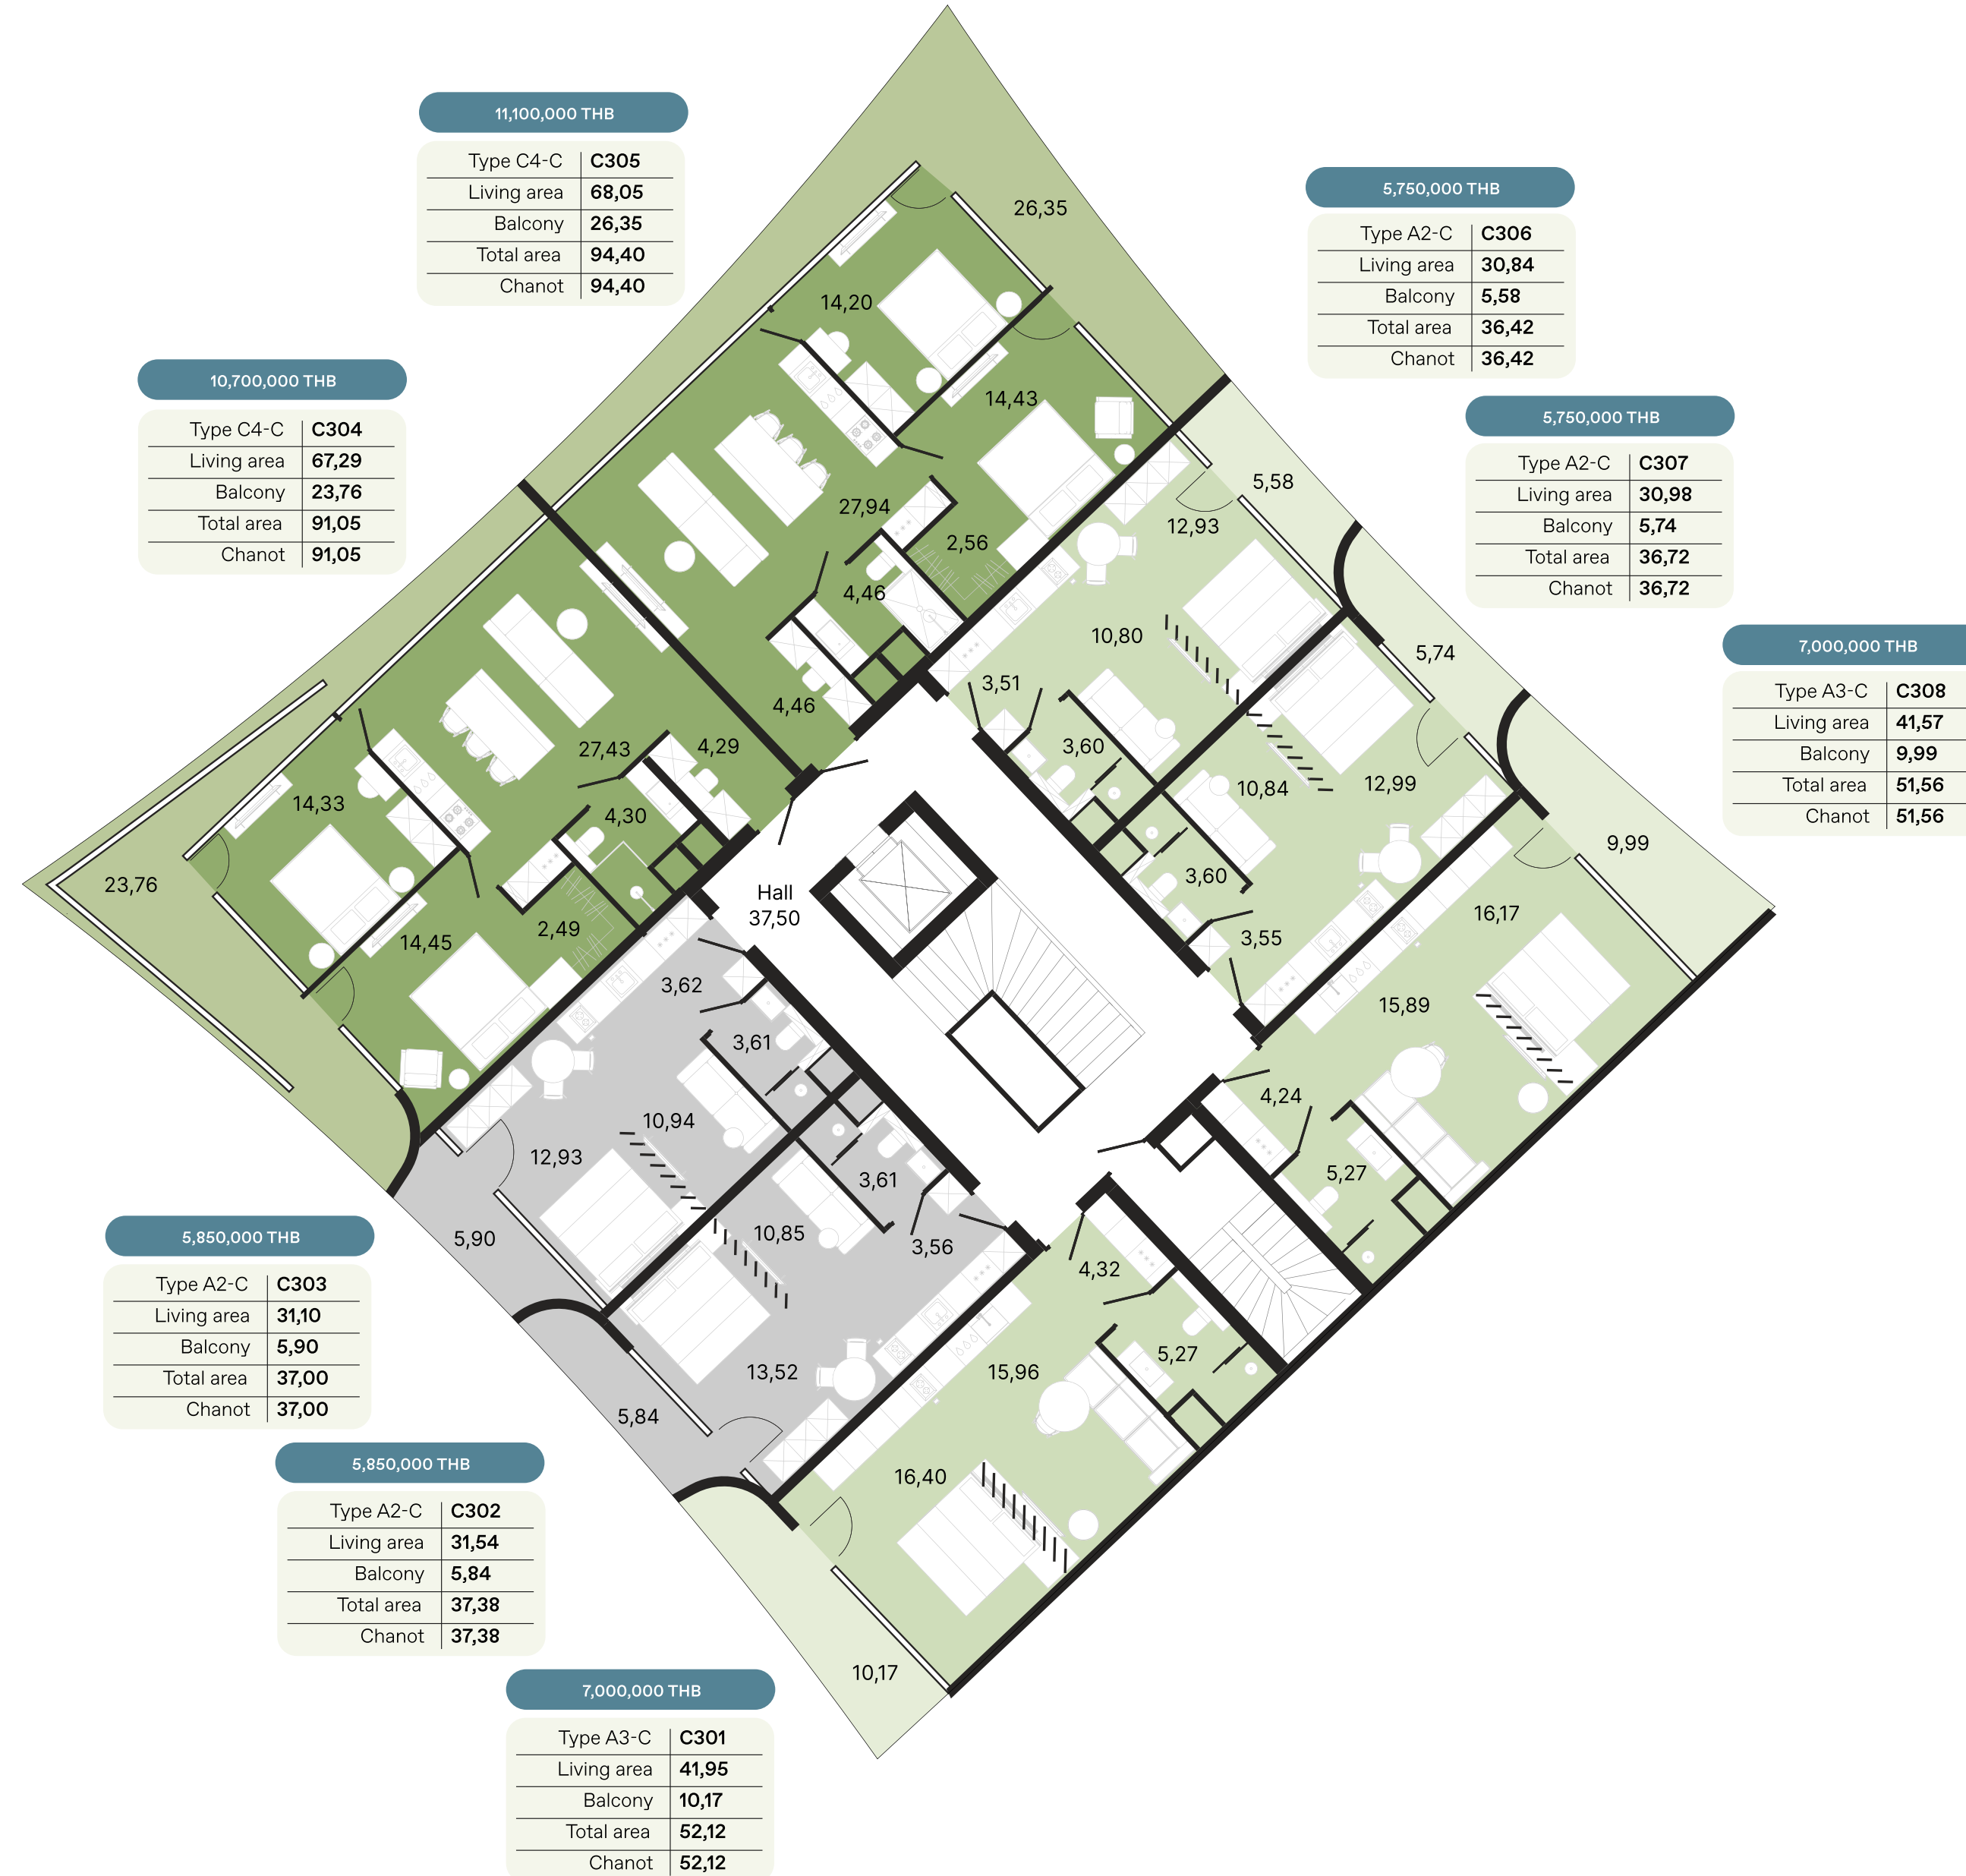 11,100,000 THB
Type C4-C C305
Living area 68,05
Balcony 26,35
Total area 94,40
Chanot 94,40
5,750,000 THB
Type A2-C C306
Living area 30,84
Balcony 5,58
Total area 36,42
Chanot 36,42
10,700,000 THB
Type C4-C C304
Living area 67,29
Balcony 23,76
Total area 91,05
Chanot 91,05
5,750,000 THB
Type A2-C C307
Living area 30,98
Balcony 5,74
Total area 36,72
Chanot 36,72
7,000,000 THB
Type A3-C C308
Living area 41,57
Balcony 9,99
Total area 51,56
Chanot 51,56
26,35
14,20
14,43
27,94
2,56
4,46
4,46
5,58
12,93
10,80
3,51
3,60
5,74
10,84
12,99
3,60
3,55
9,99
16,17
15,89
4,24
5,27
27,43
4,29
14,33
4,30
23,76
14,45
2,49
Hall
37,50
3,62
3,61
10,94
12,93
5,90
3,61
10,85
3,56
13,52
5,84
4,32
5,27
15,96
16,40
10,17
5,850,000 THB
Type A2-C C303
Living area 31,10
Balcony 5,90
Total area 37,00
Chanot 37,00
5,850,000 THB
Type A2-C C302
Living area 31,54
Balcony 5,84
Total area 37,38
Chanot 37,38
7,000,000 THB
Type A3-C C301
Living area 41,95
Balcony 10,17
Total area 52,12
Chanot 52,12